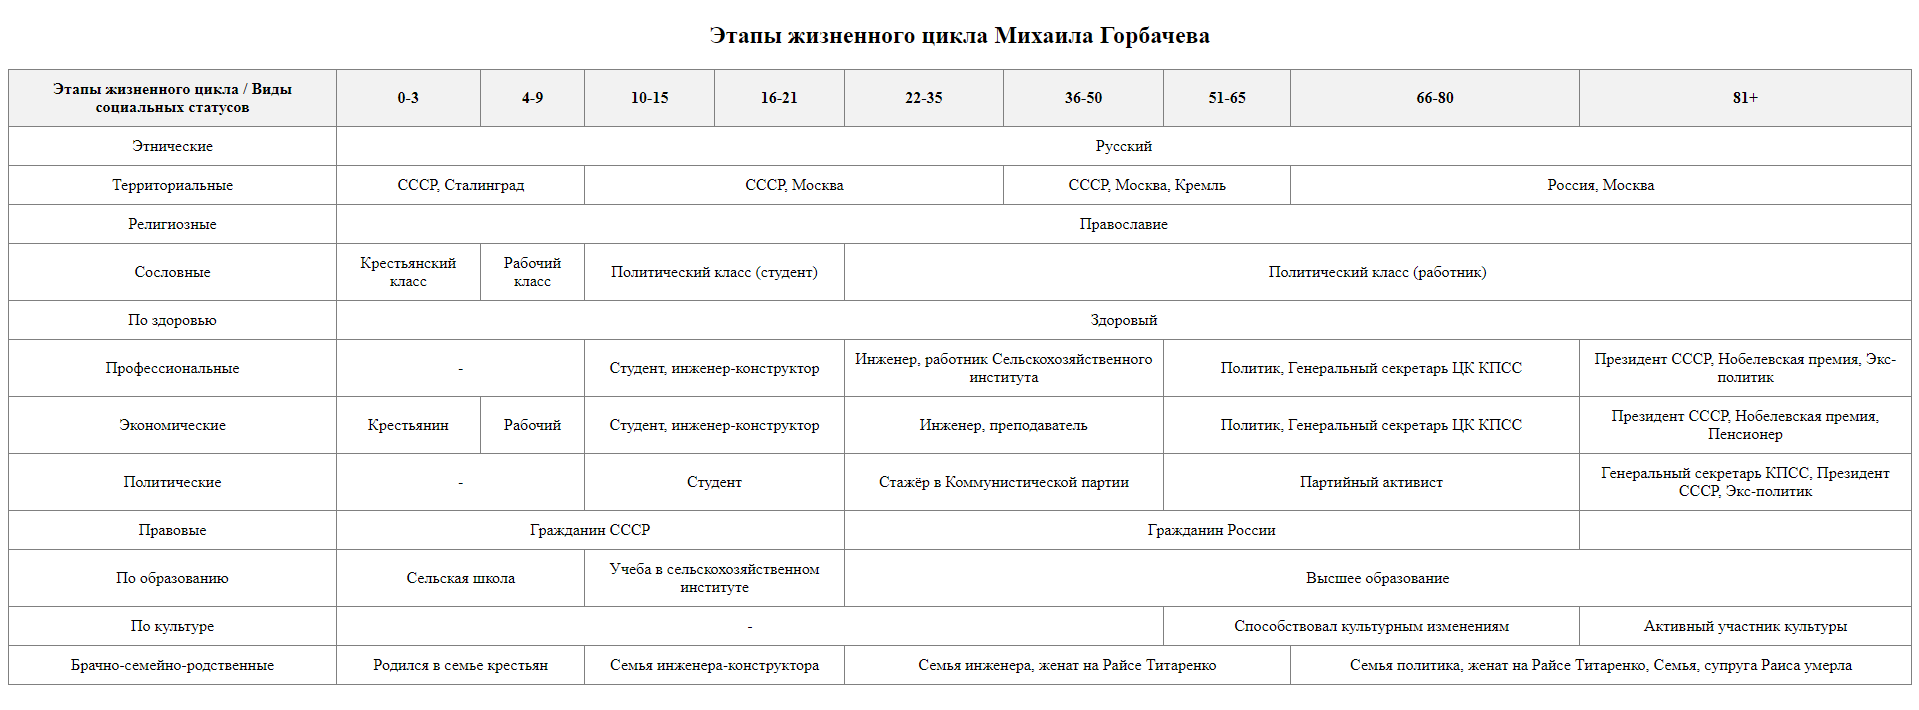 Этапы жизненного цикла Михаила Горбачева
Этапы жизненного цикла / Виды
социальных статусов
0-3
4-9
10-15
16-21
22-35
36-50
51-65
66-80
81+
Этнические
Русский
Территориальные
СССР, Сталинград
СССР, Москва
СССР, Москва, Кремль
Россия, Москва
Религиозные
Православие
Сословные
Крестьянский
класс
Рабочий
класс
Политический класс (студент)
Политический класс (работник)
По здоровью
Здоровый
Профессиональные
-
Студент, инженер-конструктор
Инженер, работник Сельскохозяйственного
института
Политик, Генеральный секретарь ЦК КПСС
Президент СССР, Нобелевская премия, Экс-
политик
Экономические
Крестьянин
Рабочий
Студент, инженер-конструктор
Инженер, преподаватель
Политик, Генеральный секретарь ЦК КПСС
Президент СССР, Нобелевская премия,
Пенсионер
Политические
-
Студент
Стажёр в Коммунистической партии
Партийный активист
Генеральный секретарь КПСС, Президент
СССР, Экс-политик
Правовые
Гражданин СССР
Гражданин России
По образованию
Сельская школа
Учеба в сельскохозяйственном
институте
Высшее образование
По культуре
-
Способствовал культурным изменениям
Активный участник культуры
Брачно-семейно-родственные
Родился в семье крестьян
Семья инженера-конструктора
Семья инженера, женат на Райсе Титаренко
Семья политика, женат на Райсе Титаренко, Семья, супруга Раиса умерла